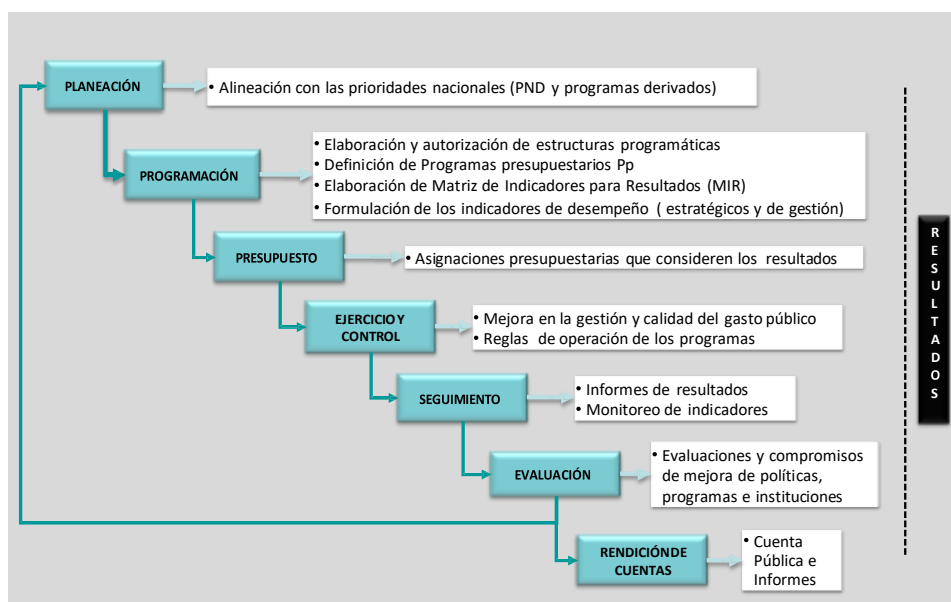 PLANEACIÓN
• Alineación con las prioridades nacionales (PND y programas derivados)
PROGRAMACIÓN
• Elaboración y autorización de estructuras programáticas
• Definición de Programas presupuestarios Pp
• Elaboración de Matriz de Indicadores para Resultados (MIR)
• Formulación de los indicadores de desempeño ( estratégicos y de gestión)
PRESUPUESTO
• Asignaciones presupuestarias que consideren los resultados
EJERCICIO Y
CONTROL
• Mejora en la gestión y calidad del gasto público
• Reglas de operación de los programas
SEGUIMIENTO
• Informes de resultados
• Monitoreo de indicadores
EVALUACIÓN
• Evaluaciones y compromisos
de mejora de políticas,
programas e instituciones
RENDICIÓN DE
CUENTAS
• Cuenta
Pública e
Informes
RESULTADOS